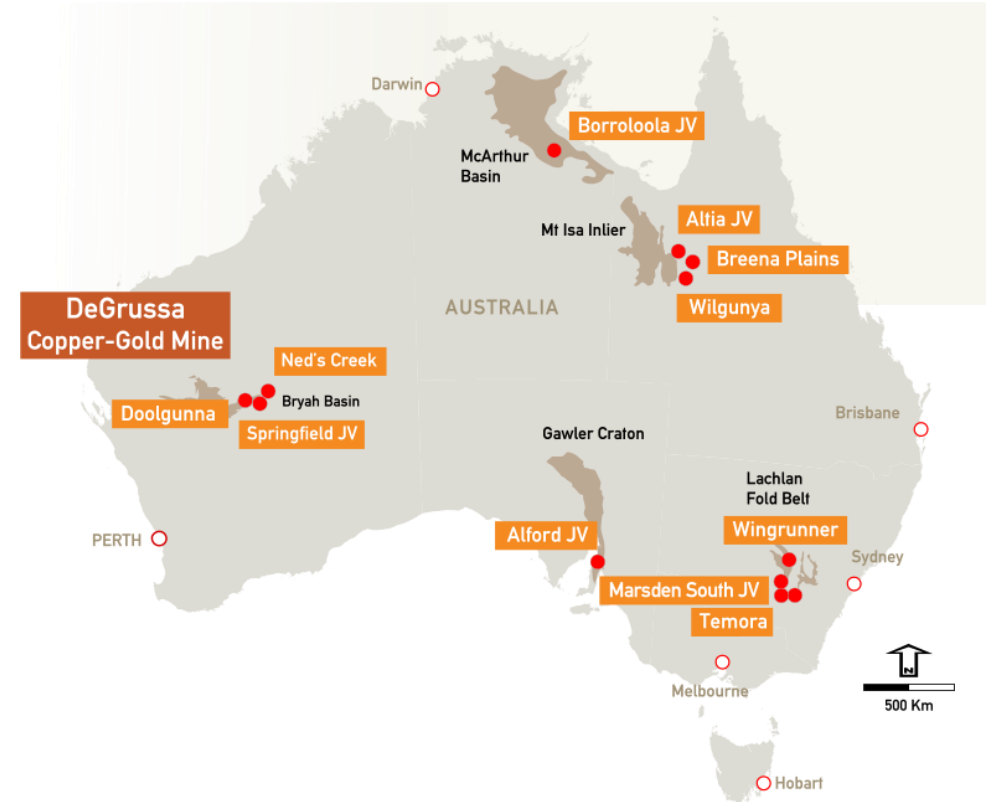 Darwin
Borroloola JV
McArthur
Basin
Altia JV
Mt Isa Inlier
Breena Plains
Wilgunya
AUSTRALIA
DeGrussa
Copper-Gold Mine
Ned's Creek
Bryah Basin
Doolgunna
Springfield JV
Brisbane
Gawler Craton
Lachlan
Fold Belt
Wingrunner
Alford JV
PERTH
Sydney
Marsden South JV
Temora
N
Melbourne
500 Km
Hobart